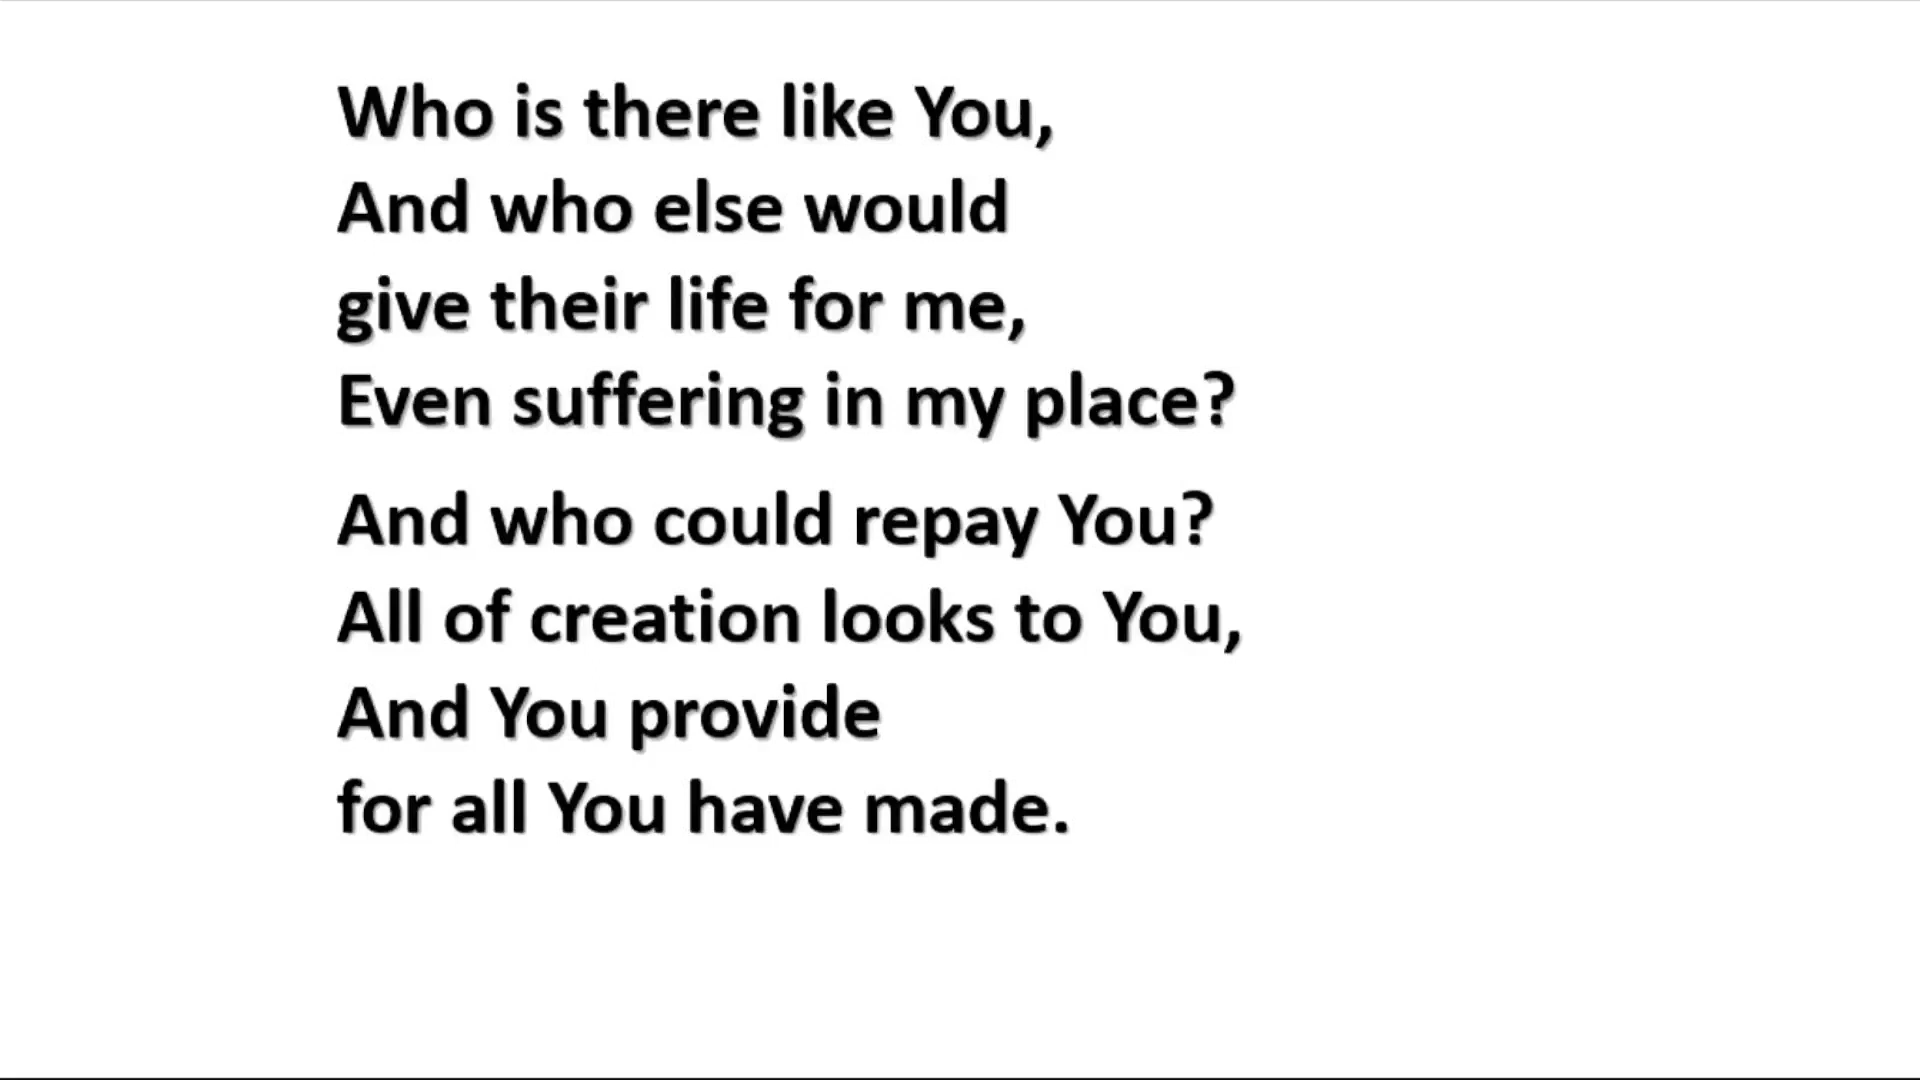 Who is there like You,
And who else would
give their life for me,
Even suffering in my place?
And who could repay You?
All of creation looks to You,
And You provide
for all You have made.